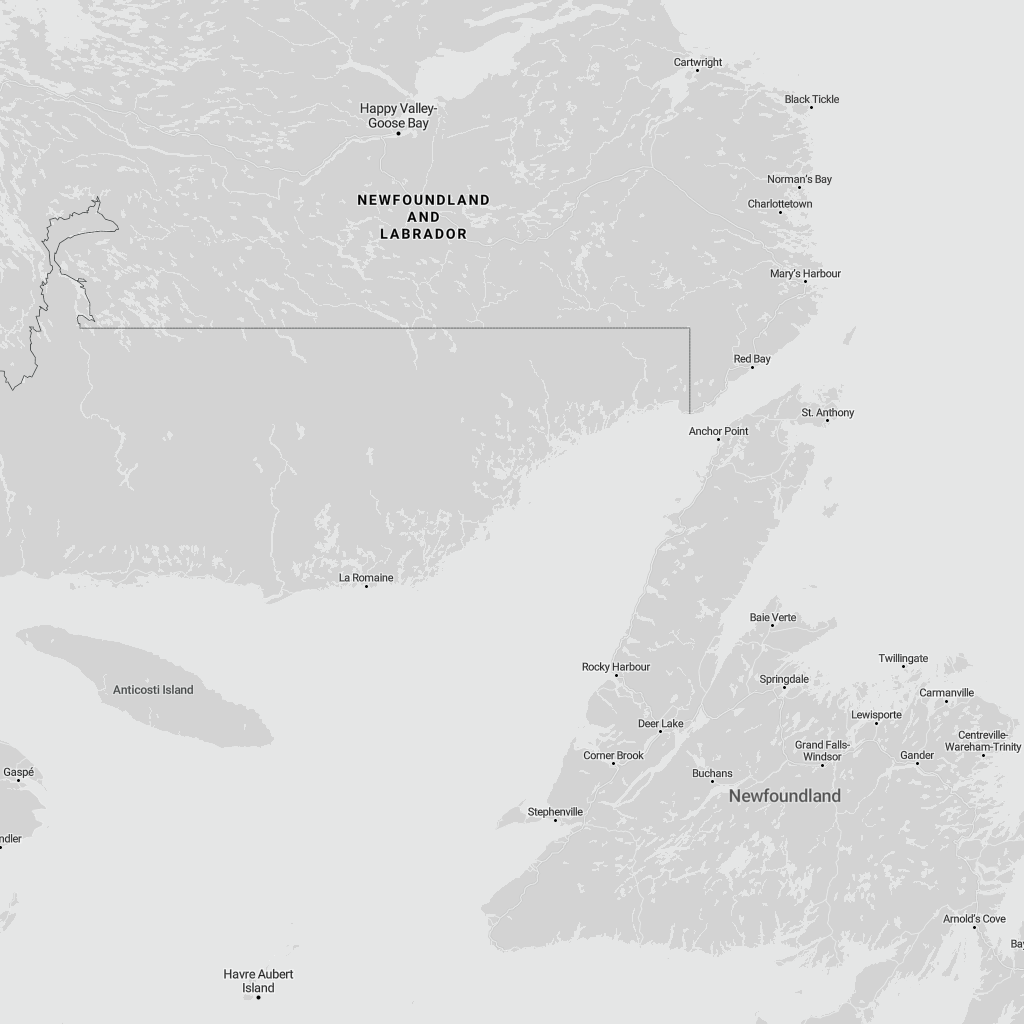 Cartwright
Black Tickle
Happy Valley-
Goose Bay
Norman's Bay
NEWFOUNDLAND
AND
LABRADOR
Charlottetown
Mary's Harbour
Red Bay
St. Anthony
Anchor Point
La Romaine
Baie Verte
Twillingate
Rocky Harbour
Springdale
Anticosti Island
Carmanville
Lewisporte
Deer Lake
Centreville-
Wareham-Trinity
Grand Falls-
Windsor
Corner Brook
Gander
Gaspé
Buchans
Newfoundland
Stephenville
ndler
Arnold's Cove
Bay
Havre Aubert
Island